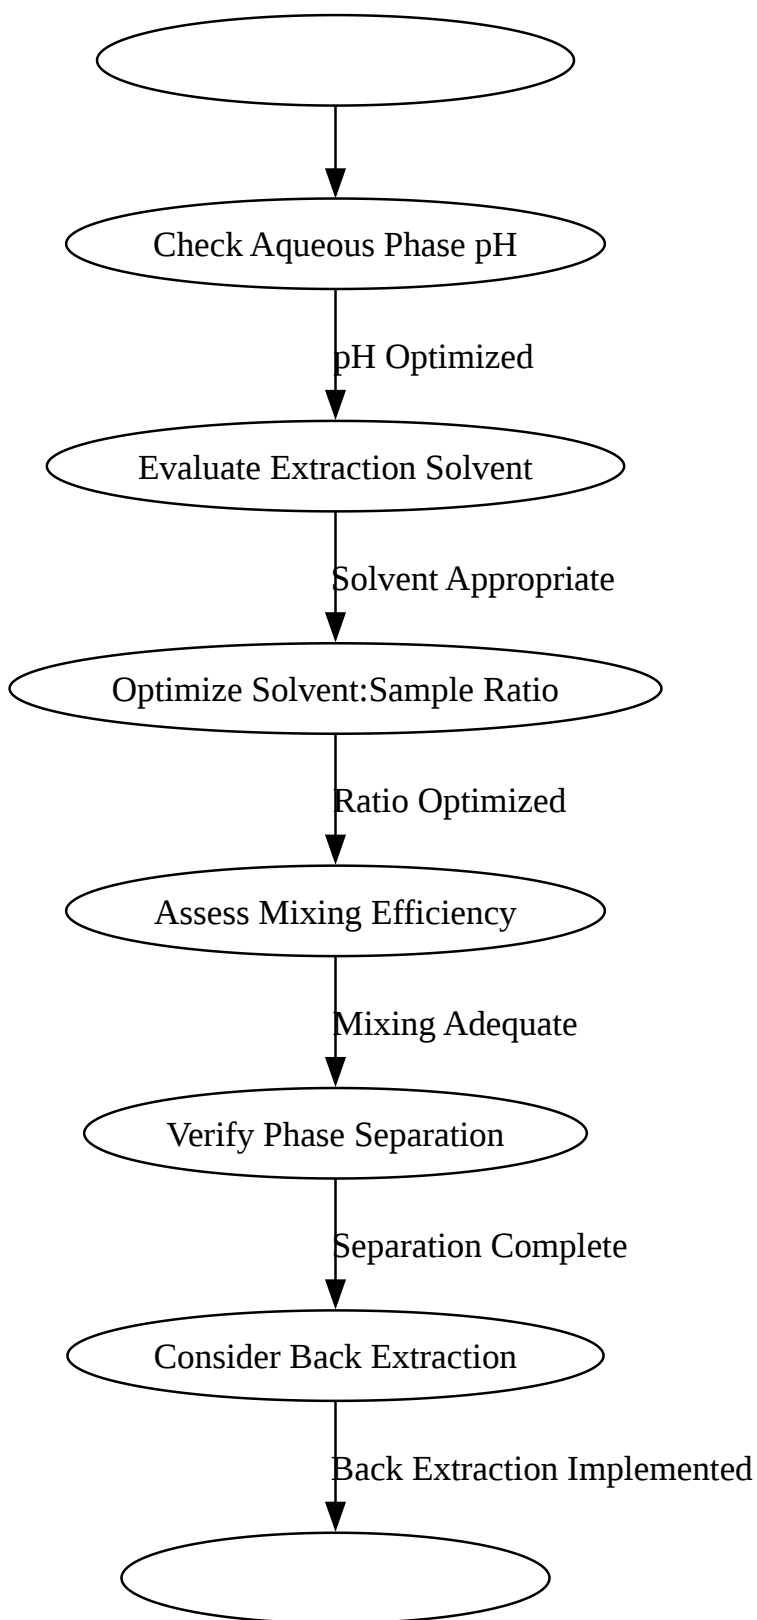 Check Aqueous Phase pH
pH Optimized
Evaluate Extraction Solvent
Solvent Appropriate
Optimize Solvent:Sample Ratio
Ratio Optimized
Assess Mixing Efficiency
Mixing Adequate
Verify Phase Separation
Separation Complete
Consider Back Extraction
Back Extraction Implemented